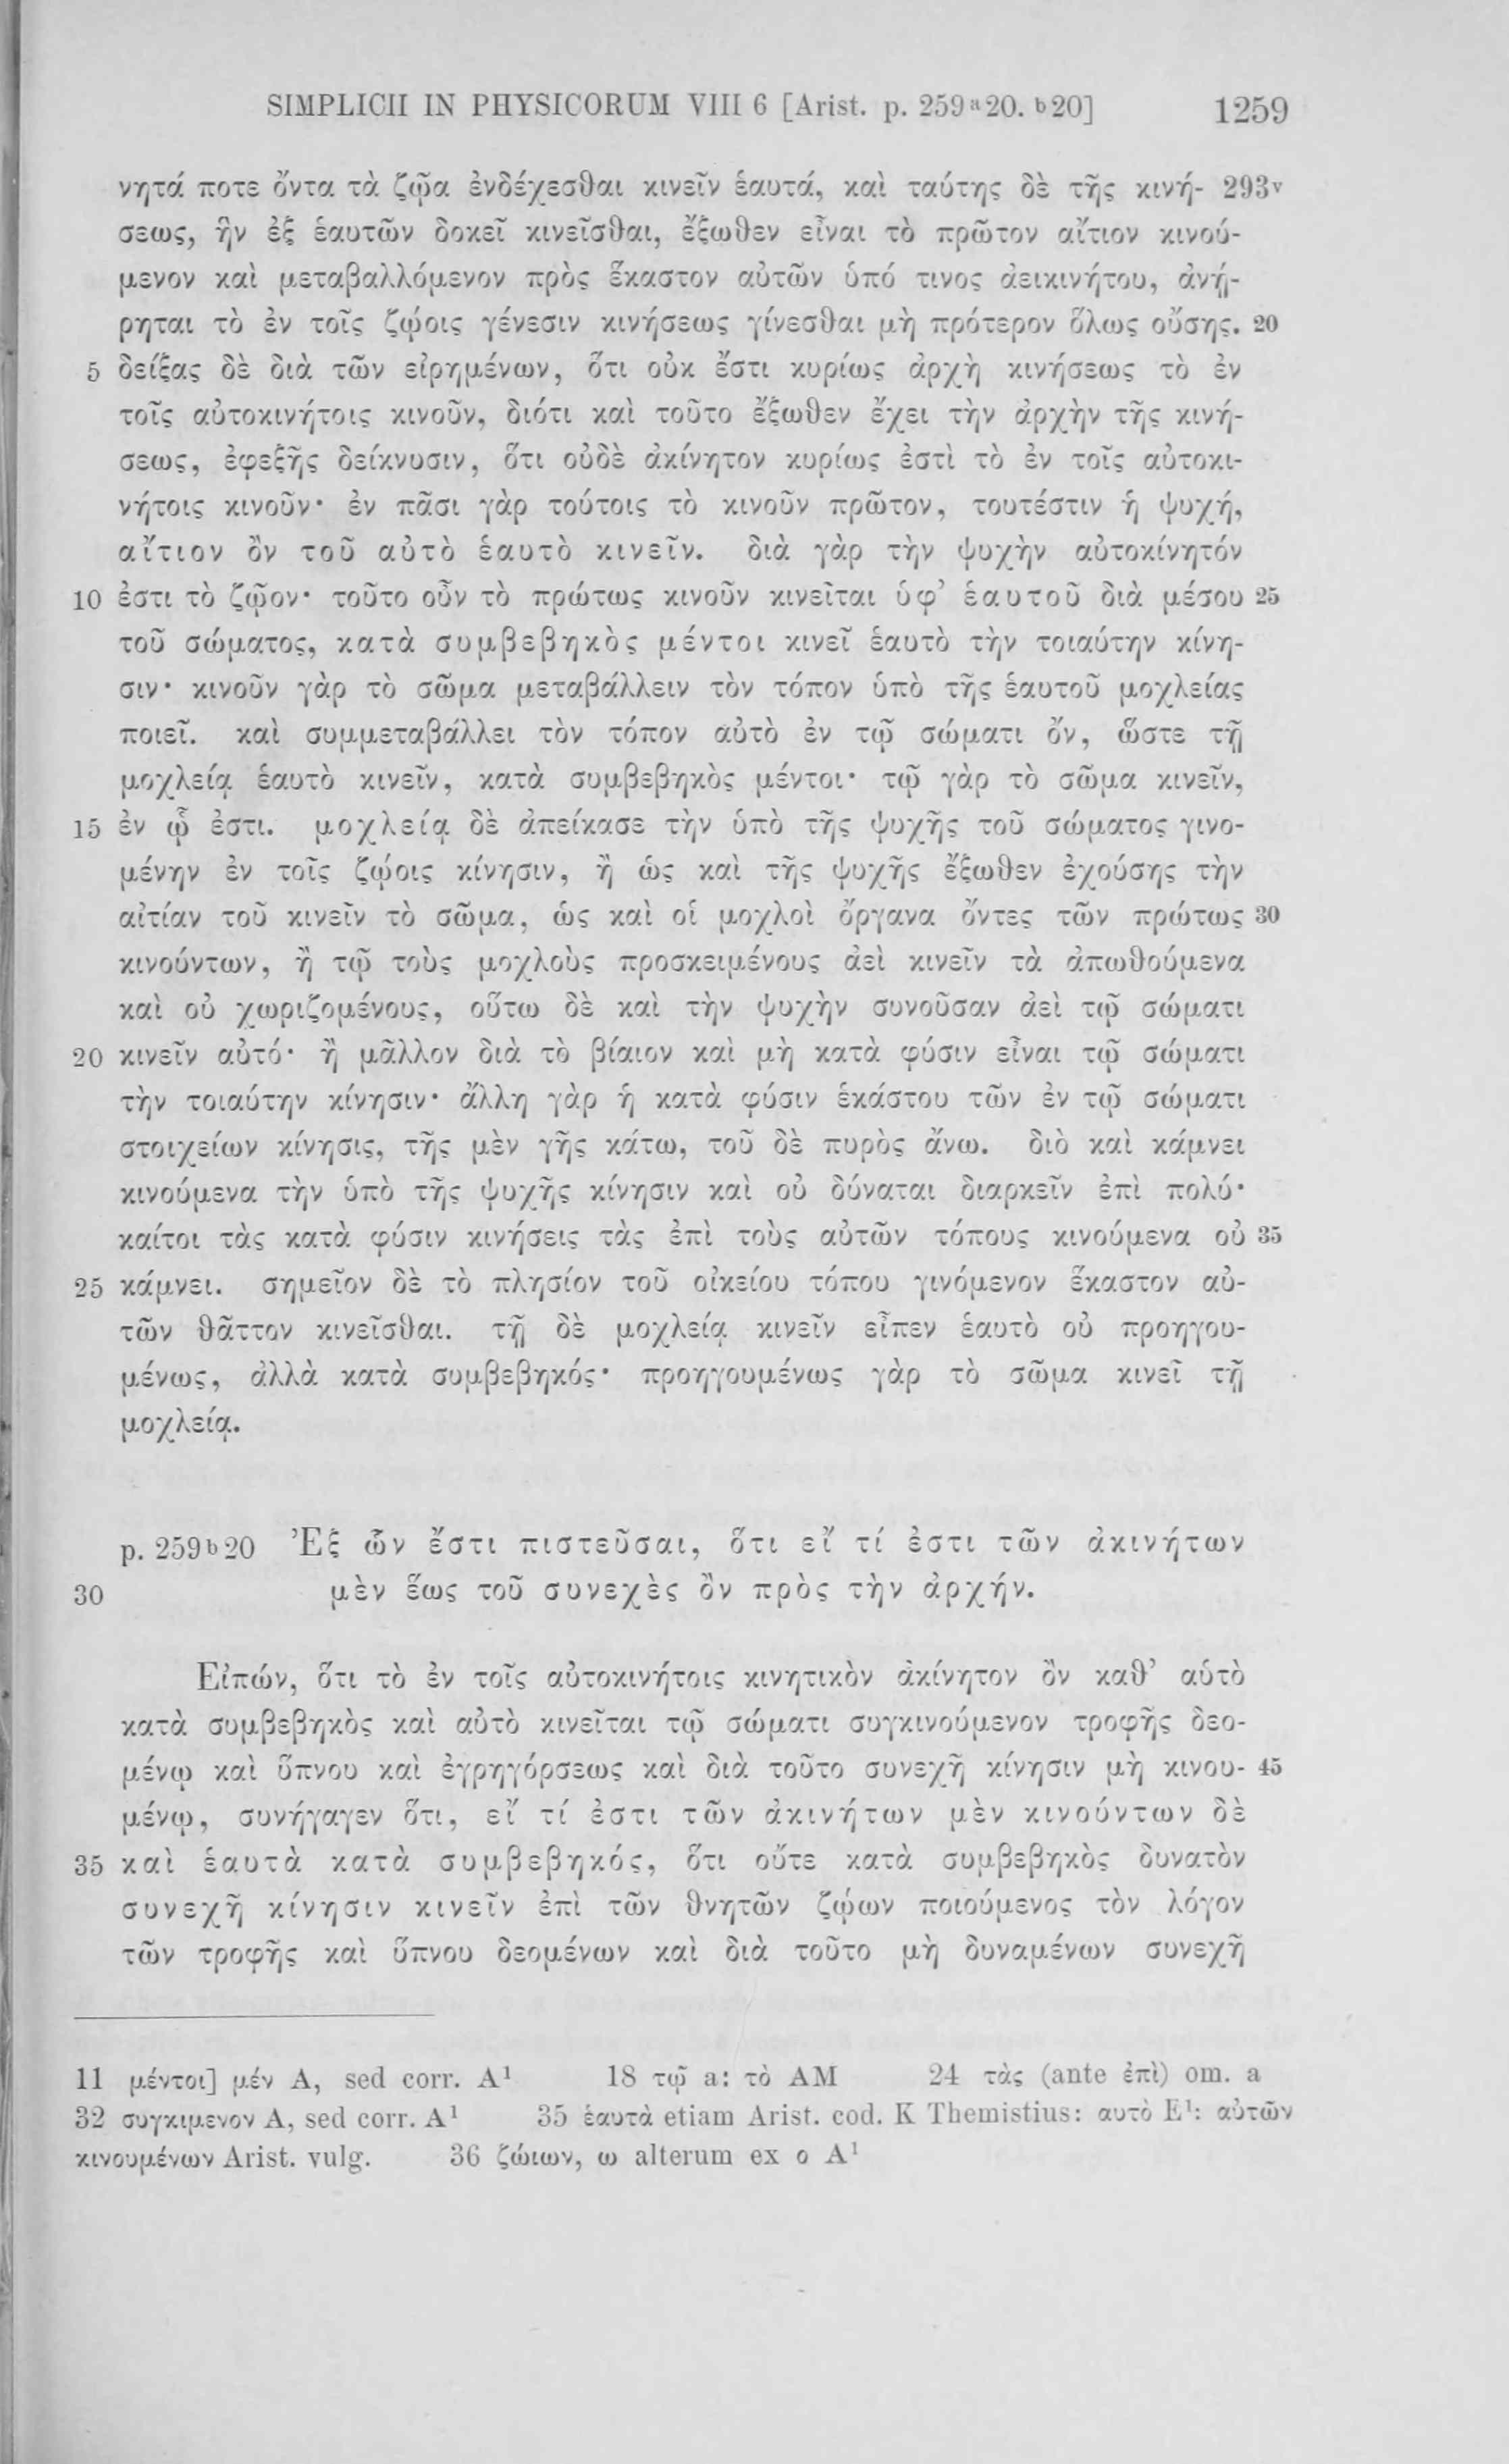 SIMPLICII IN PHYSICORUM VIII 6 [Arist. p. 259ᵃ20. ᵇ20] 1259
νητά ποτε ὄντα τὰ ζῷα ἐνδέχεσθαι κινεῖν ἑαυτά, καὶ ταύτης δὲ τῆς κινή- 293ᵛ
σεως, ἣν ἐξ ἑαυτῶν δοκεῖ κινεῖσθαι, ἔξωθεν εἶναι τὸ πρῶτον αἴτιον κινού-
μενον καὶ μεταβαλλόμενον πρὸς ἕκαστον αὐτῶν ὑπό τινος ἀεικινήτου, ἀνῄ-
ρηται τὸ ἐν τοῖς ζῴοις γένεσιν κινήσεως γίνεσθαι μὴ πρότερον ὅλως οὔσης. 20
5 δείξας δὲ διὰ τῶν εἰρημένων, ὅτι οὐκ ἔστι κυρίως ἀρχὴ κινήσεως τὸ ἐν
τοῖς αὐτοκινήτοις κινοῦν, διότι καὶ τοῦτο ἔξωθεν ἔχει τὴν ἀρχὴν τῆς κινή-
σεως, ἐφεξῆς δείκνυσιν, ὅτι οὐδὲ ἀκίνητον κυρίως ἐστὶ τὸ ἐν τοῖς αὐτοκι-
νήτοις κινοῦν· ἐν πᾶσι γὰρ τούτοις τὸ κινοῦν πρῶτον, τουτέστιν ἡ ψυχή,
αἴτιον ὂν τοῦ αὐτὸ ἑαυτὸ κινεῖν. διὰ γὰρ τὴν ψυχὴν αὐτοκίνητόν
10 ἐστι τὸ ζῷον· τοῦτο οὖν τὸ πρώτως κινοῦν κινεῖται ὑφ’ ἑαυτοῦ διὰ μέσου 25
τοῦ σώματος, κατὰ συμβεβηκὸς μέντοι κινεῖ ἑαυτὸ τὴν τοιαύτην κίνη-
σιν· κινοῦν γὰρ τὸ σῶμα μεταβάλλειν τὸν τόπον ὑπὸ τῆς ἑαυτοῦ μοχλείας
ποιεῖ. καὶ συμμεταβάλλει τὸν τόπον αὐτὸ ἐν τῷ σώματι ὄν, ὥστε τῇ
μοχλείᾳ ἑαυτὸ κινεῖν, κατὰ συμβεβηκὸς μέντοι· τῷ γὰρ τὸ σῶμα κινεῖν,
15 ἐν ᾧ ἐστι. μοχλείᾳ δὲ ἀπείκασε τὴν ὑπὸ τῆς ψυχῆς τοῦ σώματος γινο-
μένην ἐν τοῖς ζῴοις κίνησιν, ἢ ὡς καὶ τῆς ψυχῆς ἔξωθεν ἐχούσης τὴν
αἰτίαν τοῦ κινεῖν τὸ σῶμα, ὡς καὶ οἱ μοχλοὶ ὄργανα ὄντες τῶν πρώτως 30
κινούντων, ἢ τῷ τοὺς μοχλοὺς προσκειμένους ἀεὶ κινεῖν τὰ ἀπωθούμενα
καὶ οὐ χωριζομένους, οὕτω δὲ καὶ τὴν ψυχὴν συνοῦσαν ἀεὶ τῷ σώματι
20 κινεῖν αὐτό· ἢ μᾶλλον διὰ τὸ βίαιον καὶ μὴ κατὰ φύσιν εἶναι τῷ σώματι
τὴν τοιαύτην κίνησιν· ἄλλη γὰρ ἡ κατὰ φύσιν ἑκάστου τῶν ἐν τῷ σώματι
στοιχείων κίνησις, τῆς μὲν γῆς κάτω, τοῦ δὲ πυρὸς ἄνω. διὸ καὶ κάμνει
κινούμενα τὴν ὑπὸ τῆς ψυχῆς κίνησιν καὶ οὐ δύναται διαρκεῖν ἐπὶ πολύ·
καίτοι τὰς κατὰ φύσιν κινήσεις τὰς ἐπὶ τοὺς αὐτῶν τόπους κινούμενα οὐ 35
25 κάμνει. σημεῖον δὲ τὸ πλησίον τοῦ οἰκείου τόπου γινόμενον ἕκαστον αὐ-
τῶν θᾶττον κινεῖσθαι. τῇ δὲ μοχλείᾳ κινεῖν εἶπεν ἑαυτὸ οὐ προηγου-
μένως, ἀλλὰ κατὰ συμβεβηκός· προηγουμένως γὰρ τὸ σῶμα κινεῖ τῇ
μοχλείᾳ.
p. 259ᵇ20 Ἐξ ὧν ἔστι πιστεῦσαι, ὅτι εἴ τί ἐστι τῶν ἀκινήτων
30 μὲν ἕως τοῦ συνεχὲς ὂν πρὸς τὴν ἀρχήν.
Εἰπών, ὅτι τὸ ἐν τοῖς αὐτοκινήτοις κινητικὸν ἀκίνητον ὂν καθ’ αὑτὸ
κατὰ συμβεβηκὸς καὶ αὐτὸ κινεῖται τῷ σώματι συγκινούμενον τροφῆς δεο-
μένῳ καὶ ὕπνου καὶ ἐγρηγόρσεως καὶ διὰ τοῦτο συνεχῆ κίνησιν μὴ κινου- 45
μένῳ, συνήγαγεν ὅτι, εἴ τί ἐστι τῶν ἀκινήτων μὲν κινούντων δὲ
35 καὶ ἑαυτὰ κατὰ συμβεβηκός, ὅτι οὔτε κατὰ συμβεβηκὸς δυνατὸν
συνεχῆ κίνησιν κινεῖν ἐπὶ τῶν θνητῶν ζῴων ποιούμενος τὸν λόγον
τῶν τροφῆς καὶ ὕπνου δεομένων καὶ διὰ τοῦτο μὴ δυναμένων συνεχῆ
11 μέντοι] μέν A, sed corr. A¹ 18 τῷ a: τὸ AM 24 τὰς (ante ἐπὶ) om. a
32 συγκιμενον A, sed corr. A¹ 35 ἑαυτὰ etiam Arist. cod. K Themistius: αυτὸ E¹: αὐτῶν
κινουμένων Arist. vulg. 36 ζώιων, ω alterum ex ο A¹